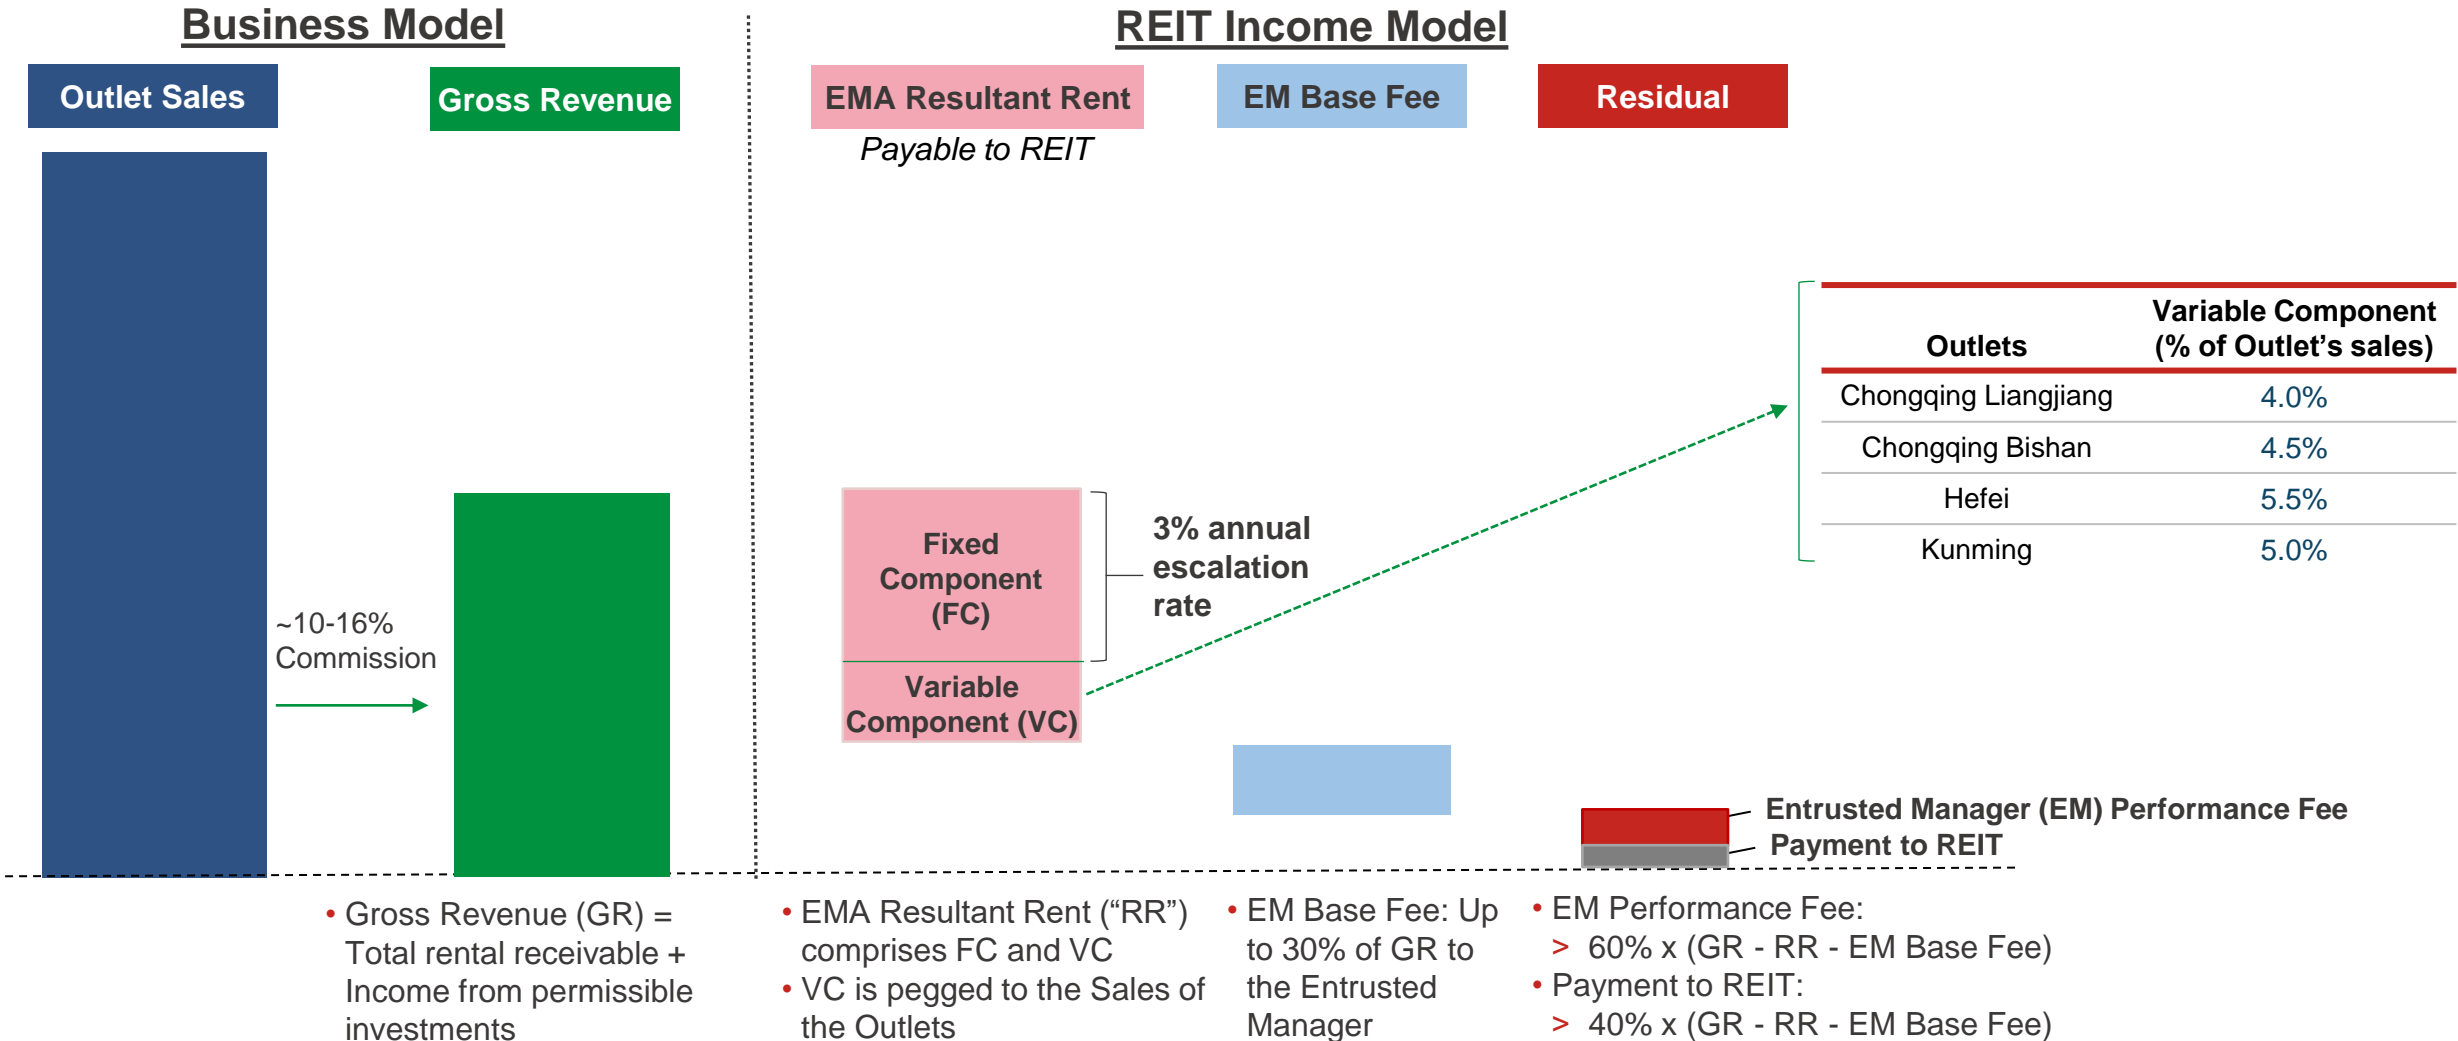 Business Model
REIT Income Model
Outlet Sales
Gross Revenue
EMA Resultant Rent
EM Base Fee
Residual
Payable to REIT
Outlets
Variable Component
(% of Outlet’s sales)
Chongqing Liangjiang 4.0%
Chongqing Bishan 4.5%
Hefei 5.5%
Kunming 5.0%
~10-16%
Commission
Fixed
Component
(FC)
3% annual
escalation
rate
Variable
Component (VC)
Entrusted Manager (EM) Performance Fee
Payment to REIT
• Gross Revenue (GR) =
Total rental receivable +
Income from permissible
investments
• EMA Resultant Rent (“RR”)
comprises FC and VC
• VC is pegged to the Sales of
the Outlets
• EM Base Fee: Up
to 30% of GR to
the Entrusted
Manager
• EM Performance Fee:
> 60% x (GR - RR - EM Base Fee)
• Payment to REIT:
> 40% x (GR - RR - EM Base Fee)